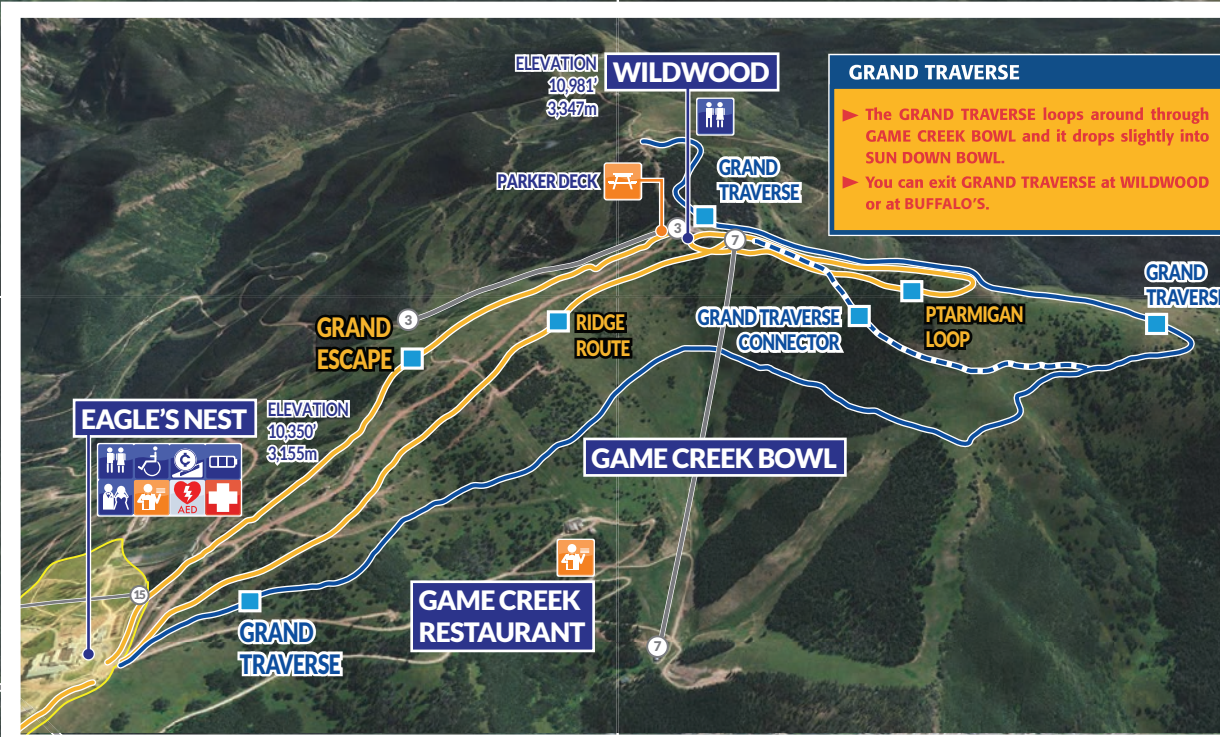 ELEVATION
10,981'
3,347m
WILDWOOD
GRAND TRAVERSE
The GRAND TRAVERSE loops around through
GAME CREEK BOWL and it drops slightly into
SUN DOWN BOWL.
You can exit GRAND TRAVERSE at WILDWOOD
or at BUFFALO'S.
PARKER DECK
GRAND
TRAVERSE
3
7
GRAND
TRAVERSE
3
GRAND
ESCAPE
RIDGE
ROUTE
GRAND TRAVERSE
CONNECTOR
PTARMIGAN
LOOP
EAGLE'S NEST
ELEVATION
10,350'
3,155m
C
AED
GAME CREEK BOWL
15
GAME CREEK
RESTAURANT
GRAND
TRAVERSE
7